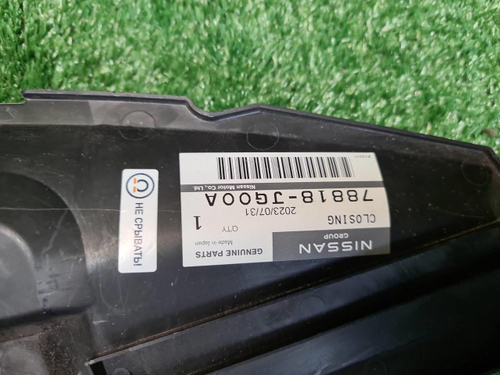 NISSAN
GROUP
GENUINE PARTS
Made in Japan
CLOSING
2023/07/31
QTY
1
78818-JG00A
Nissan Motor Co., Ltd.
НЕ СРЫВАТЬ!